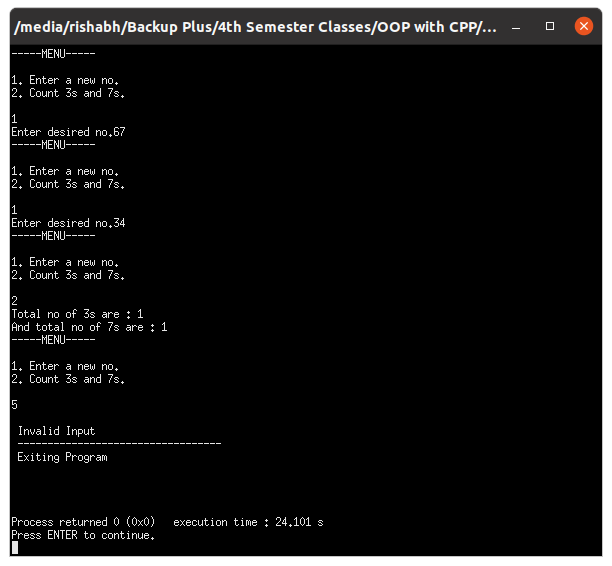 /media/rishabh/Backup Plus/4th Semester Classes/OOP with CPP/...
-----MENU-----
1. Enter a new no.
2. Count 3s and 7s.
1
Enter desired no.67
-----MENU-----
1. Enter a new no.
2. Count 3s and 7s.
1
Enter desired no.34
-----MENU-----
1. Enter a new no.
2. Count 3s and 7s.
2
Total no of 3s are : 1
And total no of 7s are : 1
-----MENU-----
1. Enter a new no.
2. Count 3s and 7s.
5
Invalid Input
----------------------------------
Exiting Program
Process returned 0 (0x0)   execution time : 24.101 s
Press ENTER to continue.